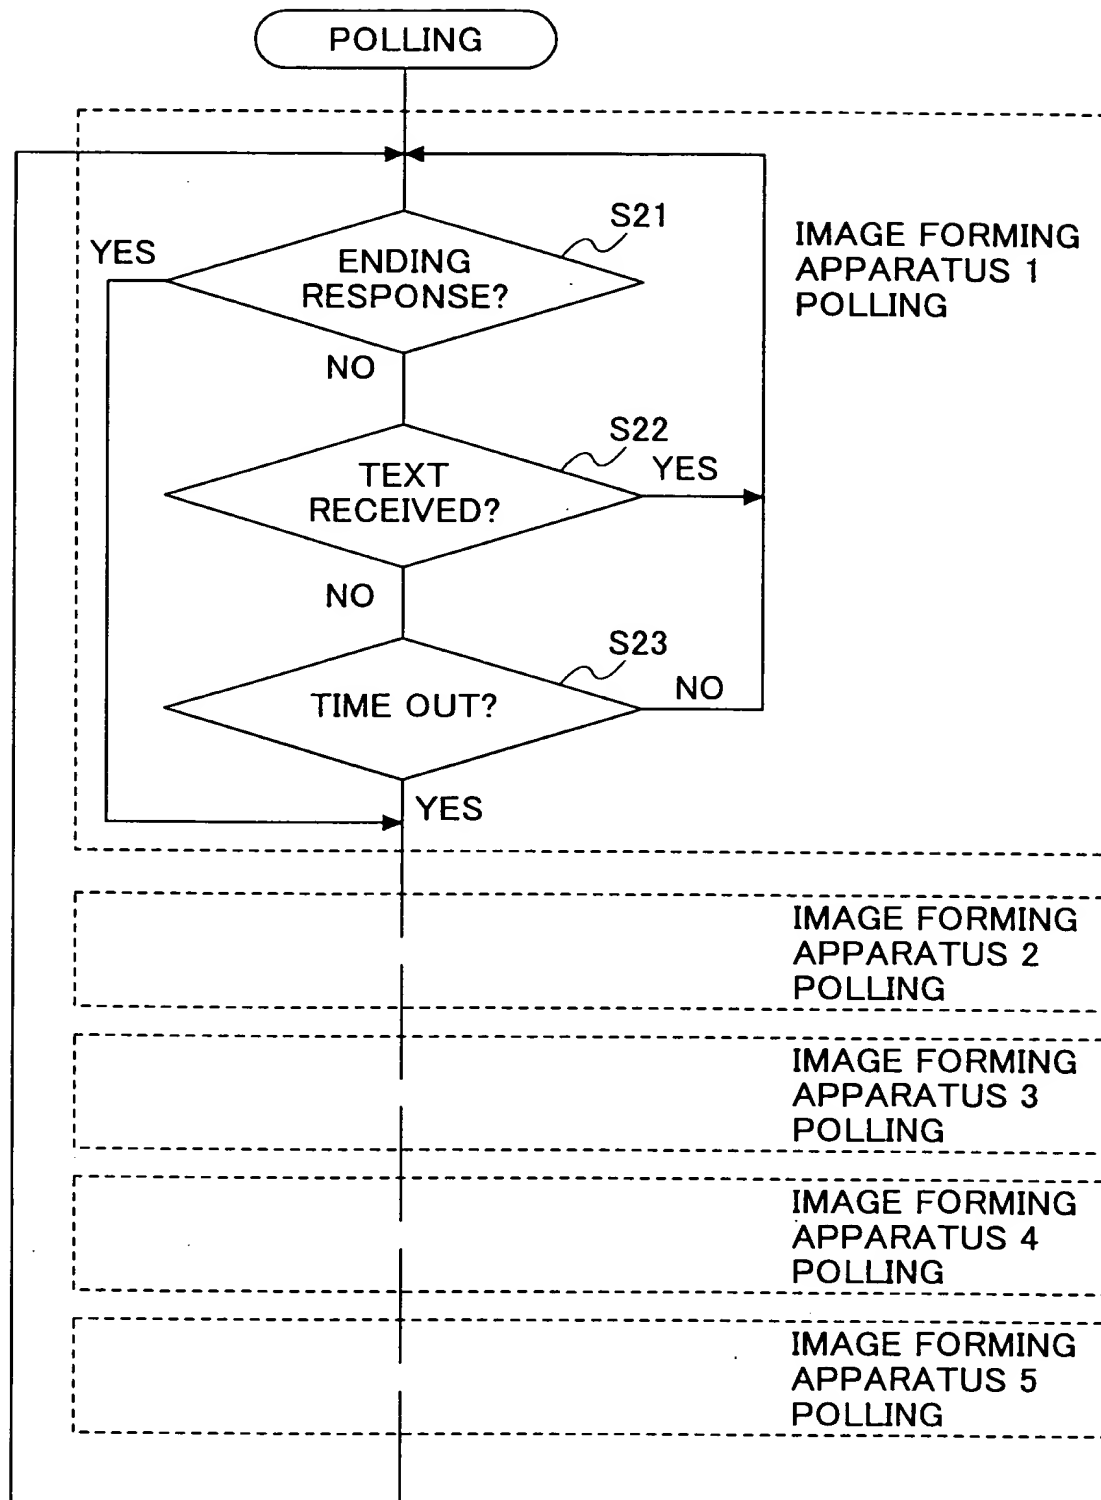 POLLING
S21
YES
ENDING
RESPONSE?
IMAGE FORMING
APPARATUS 1
POLLING
NO
S22
TEXT
RECEIVED?
YES
NO
S23
TIME OUT?
NO
YES
IMAGE FORMING
APPARATUS 2
POLLING
IMAGE FORMING
APPARATUS 3
POLLING
IMAGE FORMING
APPARATUS 4
POLLING
IMAGE FORMING
APPARATUS 5
POLLING